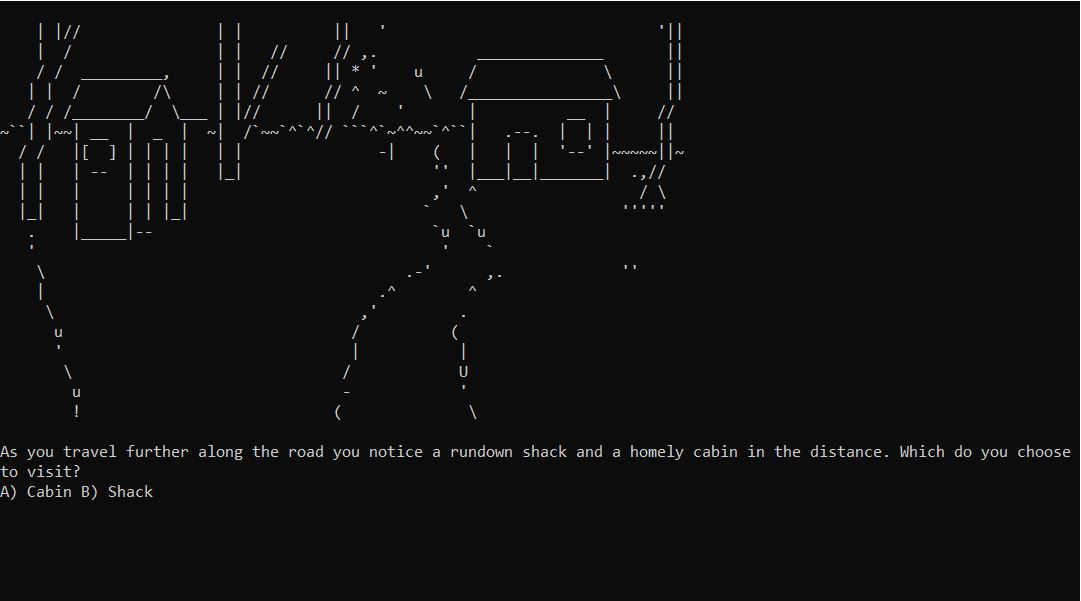 As you travel further along the road you notice a rundown shack and a homely cabin in the distance. Which do you choose
to visit?
A) Cabin B) Shack